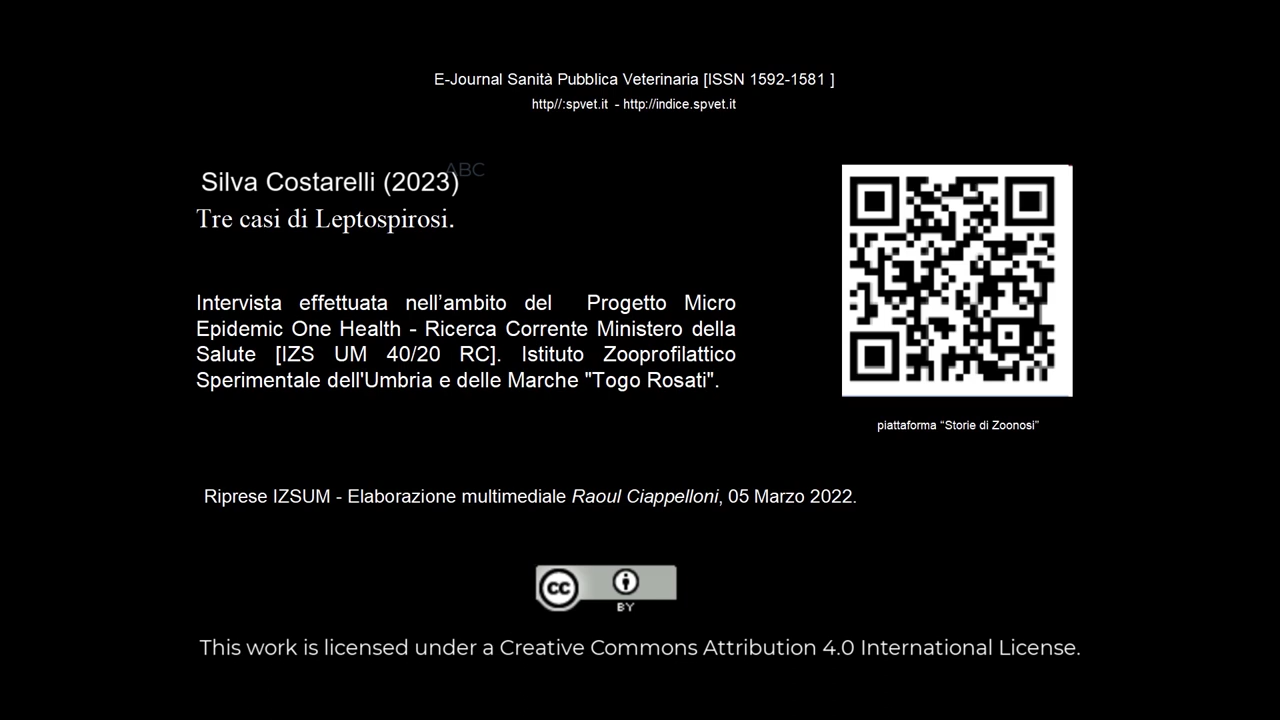 E-Journal Sanità Pubblica Veterinaria [ISSN 1592-1581 ]
http//:spvet.it - http://indice.spvet.it
ABC
Silva Costarelli (2023)
Tre casi di Leptospirosi.
Intervista effettuata nell’ambito del Progetto Micro
Epidemic One Health - Ricerca Corrente Ministero della
Salute [IZS UM 40/20 RC]. Istituto Zooprofilattico
Sperimentale dell'Umbria e delle Marche "Togo Rosati".
piattaforma “Storie di Zoonosi”
Riprese IZSUM - Elaborazione multimediale Raoul Ciappelloni, 05 Marzo 2022.
CC
BY
This work is licensed under a Creative Commons Attribution 4.0 International License.